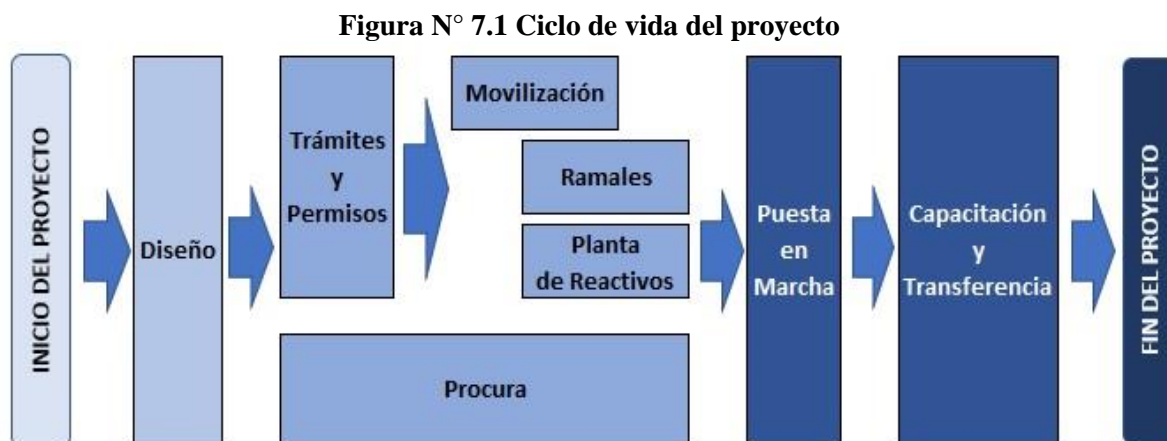 Figura N° 7.1 Ciclo de vida del proyecto
INICIO DEL PROYECTO
Diseño
Trámites
y
Permisos
Movilización
Ramales
Planta
de Reactivos
Procura
Puesta
en
Marcha
Capacitación
y
Transferencia
FIN DEL PROYECTO